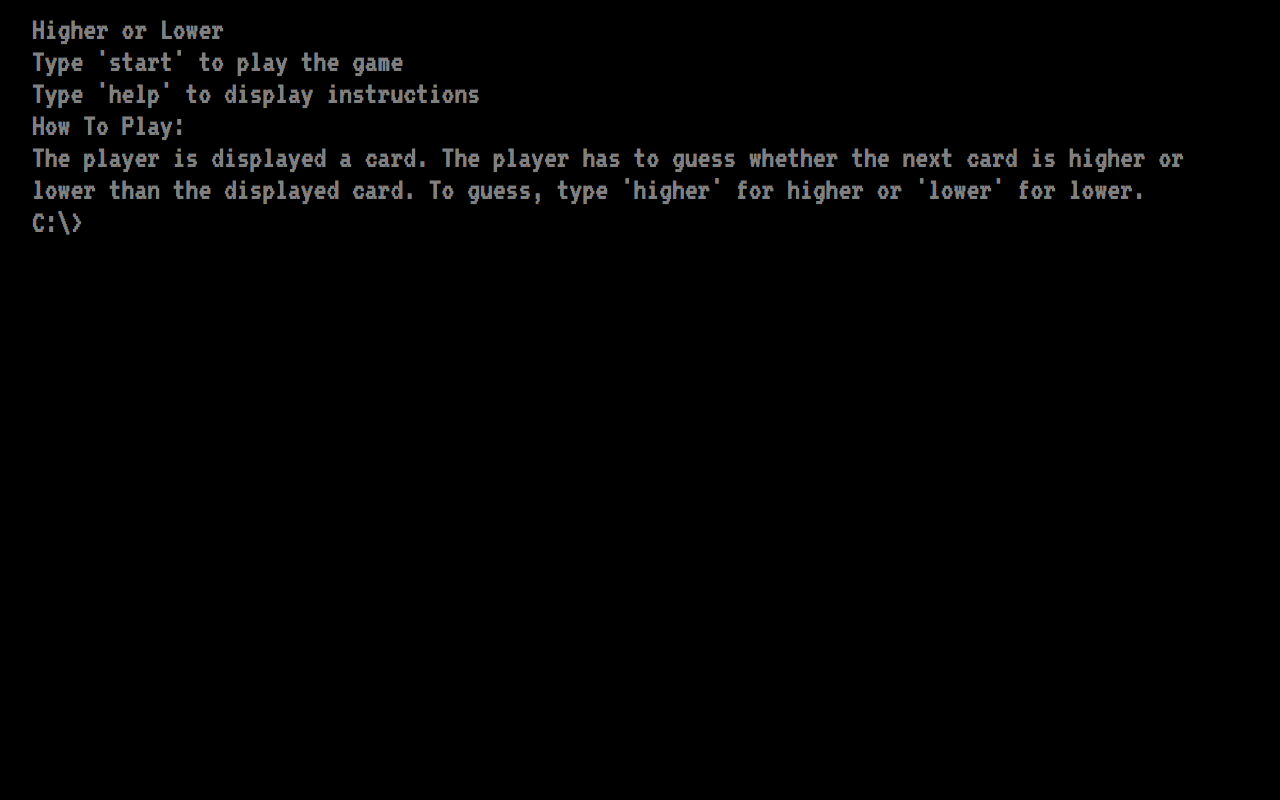 Higher or Lower
Type 'start' to play the game
Type 'help' to display instructions
How To Play:
The player is displayed a card. The player has to guess whether the next card is higher or
lower than the displayed card. To guess, type 'higher' for higher or 'lower' for lower.
C:\>